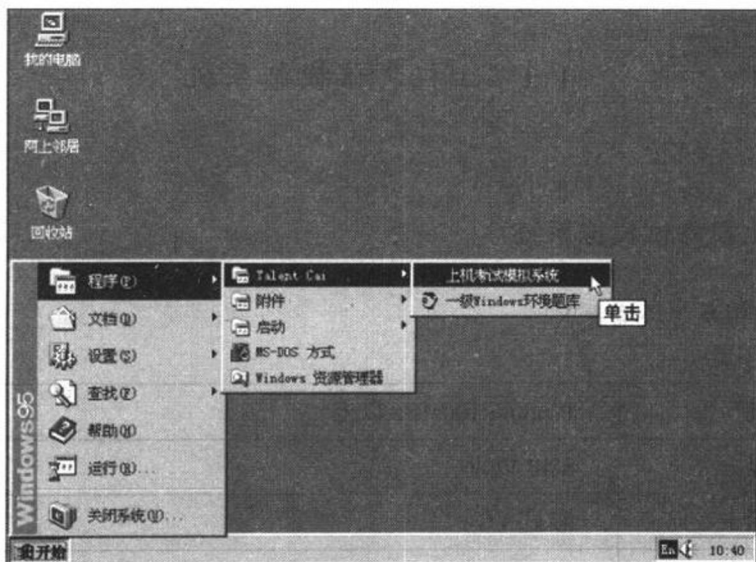 我的电脑
网上邻居
回收站
程序(P)
文档(D)
设置(S)
查找(F)
帮助(H)
运行(R)...
关闭系统(U)...
Windows95
Talent Cai
附件
启动
MS-DOS 方式
Windows 资源管理器
上机考试模拟系统
一级Windows环境题库
单击
开始
En
10:40